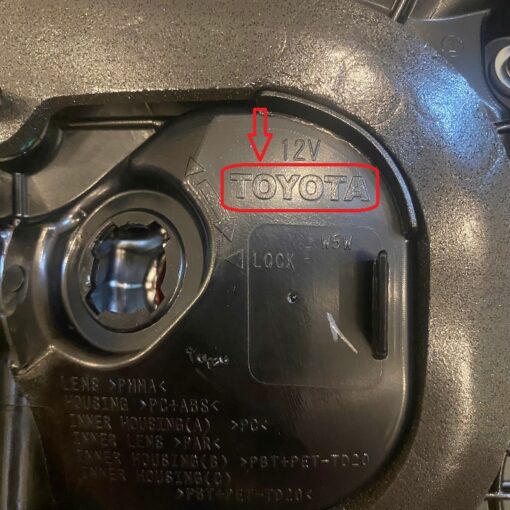 12V
TOYOTA
W5W
LOCK
LENS >PMMA<
HOUSING >PC+ABS<
INNER HOUSING(A) >PC<
INNER LENS >PAR<
INNER HOUSING(B) >PBT+PET-TD20
INNER HOUSING(C)
>PBT+PET-TD20<